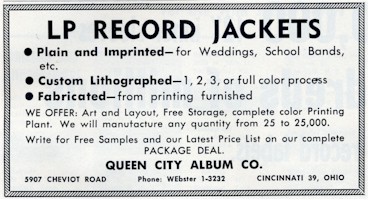 LP RECORD JACKETS
● Plain and Imprinted—for Weddings, School Bands,
etc.
● Custom Lithographed—1, 2, 3, or full color process
● Fabricated—from printing furnished
WE OFFER: Art and Layout, Free Storage, complete color Printing
Plant. We will manufacture any quantity from 25 to 25,000.
Write for Free Samples and our Latest Price List on our complete
PACKAGE DEAL.
QUEEN CITY ALBUM CO.
5907 CHEVIOT ROAD Phone: WEbster 1-3232 CINCINNATI 39, OHIO